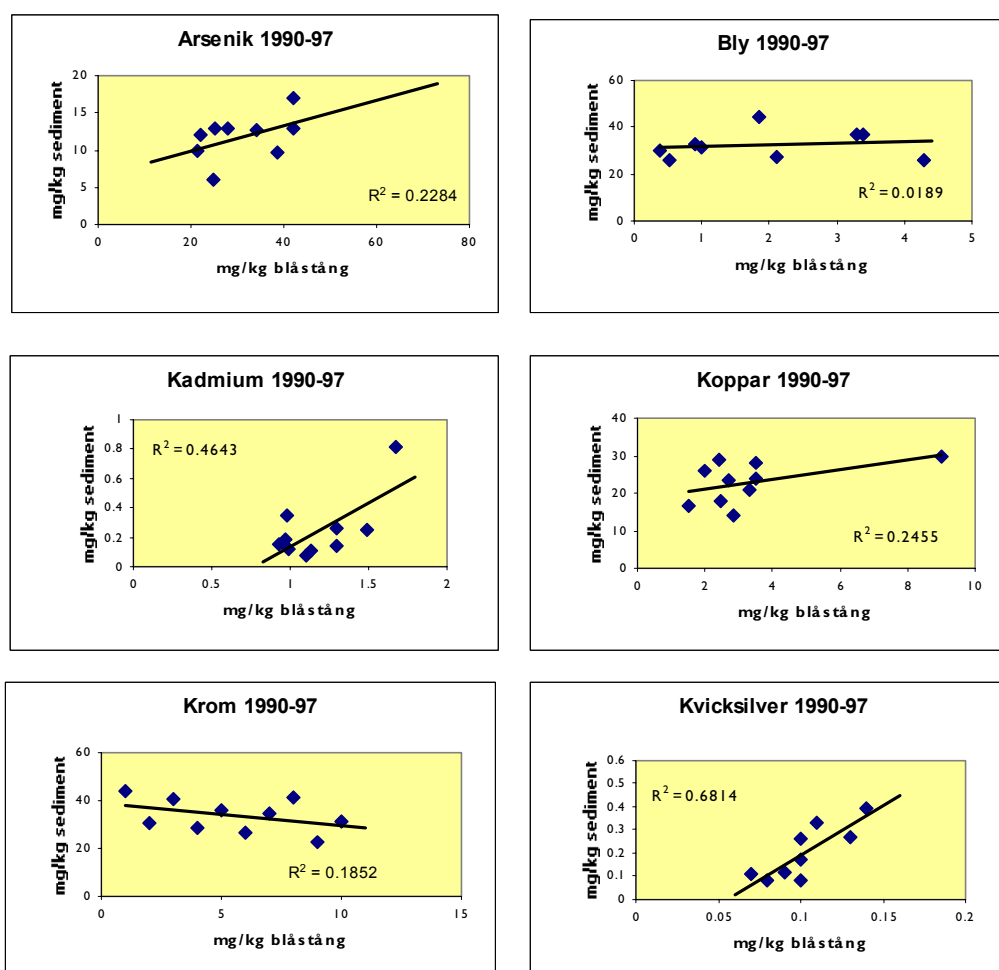 Arsenik 1990-97
mg/kg sediment
20
15
10
5
0
R² = 0.2284
0 20 40 60 80
mg/kg blåstång
Bly 1990-97
mg/kg sediment
60
40
20
0
R² = 0.0189
0 1 2 3 4 5
mg/kg blåstång
Kadmium 1990-97
mg/kg sediment
1
0.8
0.6
0.4
0.2
0
R² = 0.4643
0 0.5 1 1.5 2
mg/kg blåstång
Koppar 1990-97
mg/kg sediment
40
30
20
10
0
R² = 0.2455
0 2 4 6 8 10
mg/kg blåstång
Krom 1990-97
mg/kg sediment
60
40
20
0
R² = 0.1852
0 5 10 15
mg/kg blåstång
Kvicksilver 1990-97
mg/kg sediment
0.6
0.5
0.4
0.3
0.2
0.1
0
R² = 0.6814
0 0.05 0.1 0.15 0.2
mg/kg blåstång